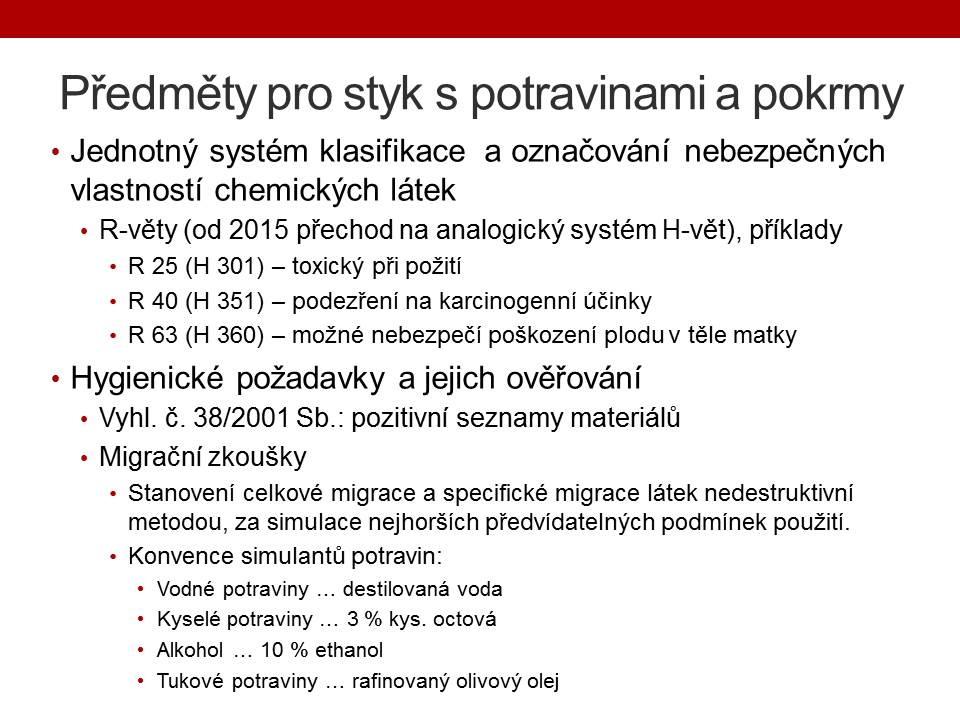 Předměty pro styk s potravinami a pokrmy
• Jednotný systém klasifikace a označování nebezpečných
vlastností chemických látek
• R-věty (od 2015 přechod na analogický systém H-vět), příklady
• R 25 (H 301) – toxický při požití
• R 40 (H 351) – podezření na karcinogenní účinky
• R 63 (H 360) – možné nebezpečí poškození plodu v těle matky
• Hygienické požadavky a jejich ověřování
• Vyhl. č. 38/2001 Sb.: pozitivní seznamy materiálů
• Migrační zkoušky
• Stanovení celkové migrace a specifické migrace látek nedestruktivní
metodou, za simulace nejhorších předvídatelných podmínek použití.
• Konvence simulantů potravin:
• Vodné potraviny … destilovaná voda
• Kyselé potraviny … 3 % kys. octová
• Alkohol … 10 % ethanol
• Tukové potraviny … rafinovaný olivový olej